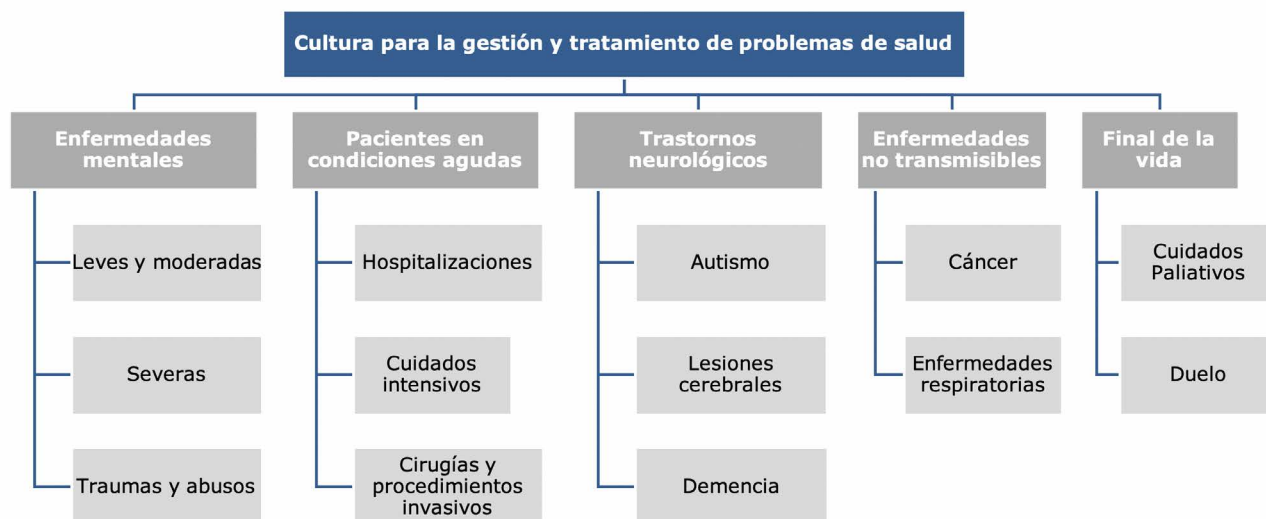 Cultura para la gestión y tratamiento de problemas de salud
Enfermedades
mentales
Leves y moderadas
Severas
Traumas y abusos
Pacientes en
condiciones agudas
Hospitalizaciones
Cuidados
intensivos
Cirugías y
procedimientos
invasivos
Trastornos
neurológicos
Autismo
Lesiones
cerebrales
Demencia
Enfermedades
no transmisibles
Cáncer
Enfermedades
respiratorias
Final de la
vida
Cuidados
Paliativos
Duelo